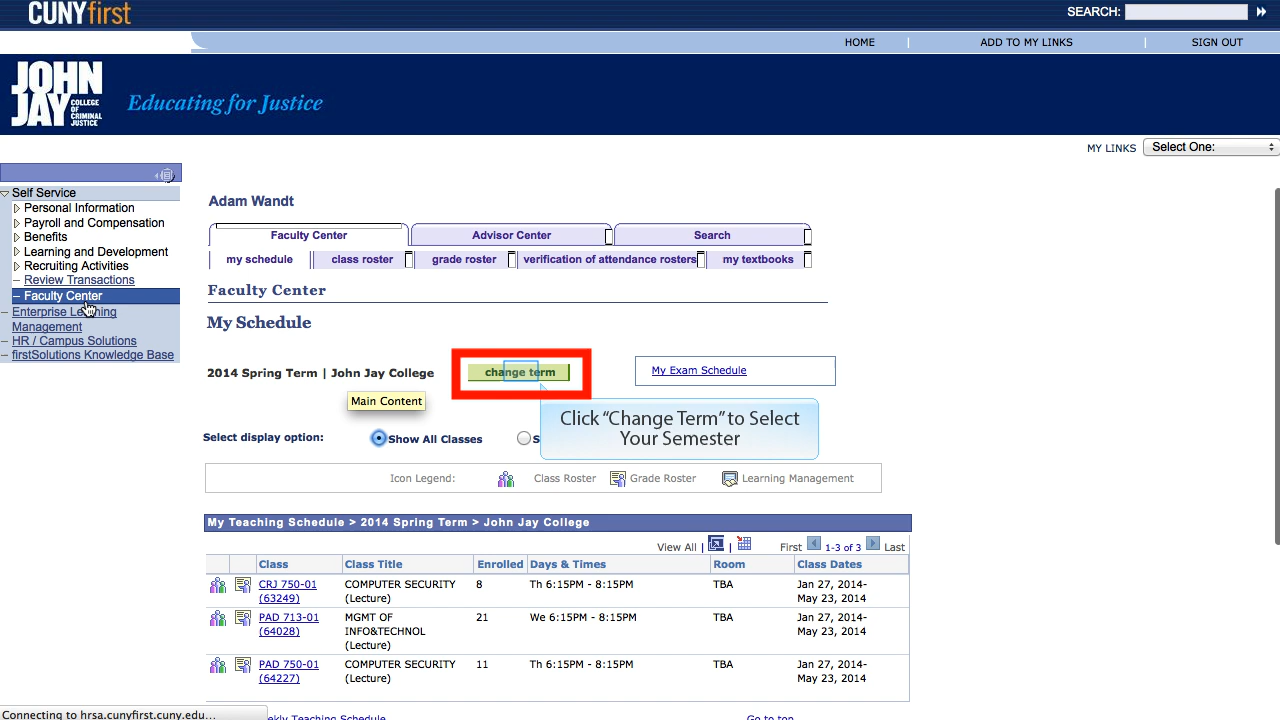 CUNYfirst
SEARCH:
HOME | ADD TO MY LINKS | SIGN OUT
JOHN
JAY
COLLEGE
OF
CRIMINAL
JUSTICE
Educating for Justice
MY LINKS Select One:
Self Service
Personal Information
Payroll and Compensation
Benefits
Learning and Development
Recruiting Activities
Review Transactions
Faculty Center
Enterprise Learning
Management
HR / Campus Solutions
firstSolutions Knowledge Base
Adam Wandt
Faculty Center Advisor Center Search
my schedule class roster grade roster verification of attendance rosters my textbooks
Faculty Center
My Schedule
2014 Spring Term | John Jay College change term My Exam Schedule
Main Content
Click “Change Term” to Select
Your Semester
Select display option: Show All Classes S
Icon Legend: Class Roster Grade Roster Learning Management
My Teaching Schedule > 2014 Spring Term > John Jay College
View All | | First 1-3 of 3 Last
Class Class Title Enrolled Days & Times Room Class Dates
CRJ 750-01 COMPUTER SECURITY 8 Th 6:15PM - 8:15PM TBA Jan 27, 2014-
(63249) (Lecture) May 23, 2014
PAD 713-01 MGMT OF 21 We 6:15PM - 8:15PM TBA Jan 27, 2014-
(64028) INFO&TECHNOL May 23, 2014
(Lecture)
PAD 750-01 COMPUTER SECURITY 11 Th 6:15PM - 8:15PM TBA Jan 27, 2014-
(64227) (Lecture) May 23, 2014
Connecting to hrsa.cunyfirst.cuny.edu... ekly Teaching Schedule Go to top